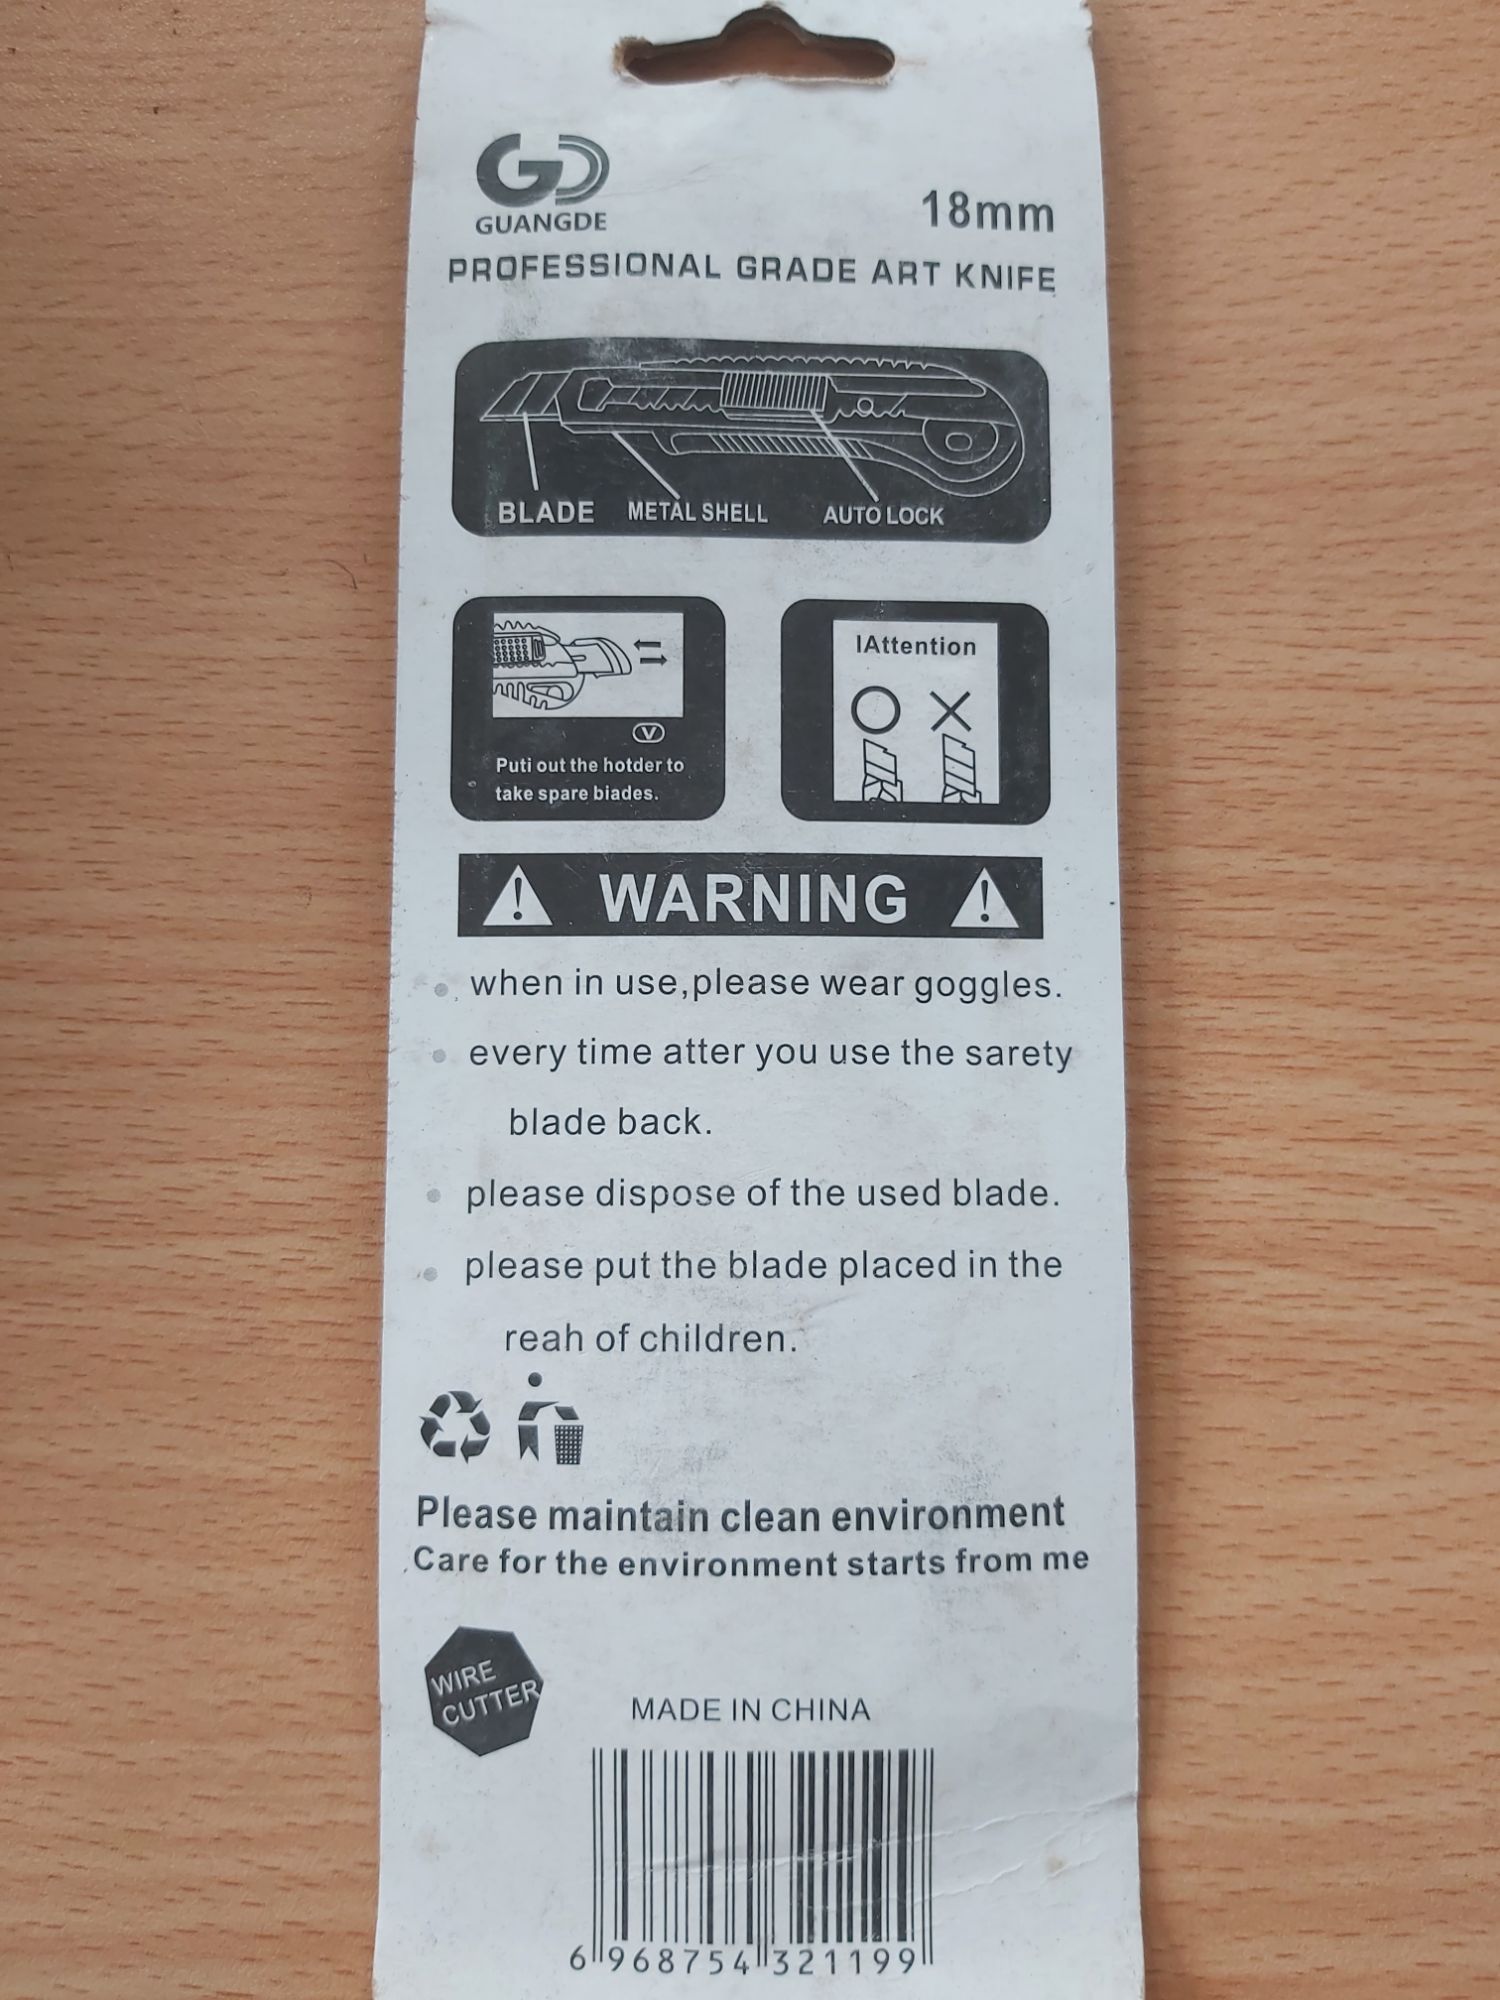 GD
GUANGDE
18mm
PROFESSIONAL GRADE ART KNIFE
BLADE METAL SHELL AUTO LOCK
V
Puti out the hotder to
take spare biades.
IAttention
WARNING
when in use,please wear goggles.
every time atter you use the sarety
blade back.
please dispose of the used blade.
please put the blade placed in the
reah of children.
Please maintain clean environment
Care for the environment starts from me
WIRE
CUTTER
MADE IN CHINA
6 968754 321199